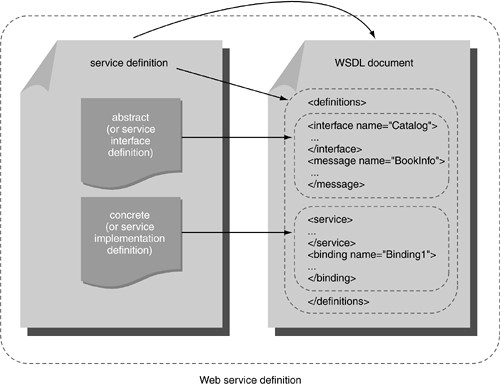 service definition
abstract
(or service
interface
definition)
concrete
(or service
implementation
definition)
WSDL document
<definitions>
<interface name="Catalog">
...
</interface>
<message name="BookInfo">
...
</message>
<service>
...
</service>
<binding name="Binding1">
...
</binding>
</definitions>
Web service definition